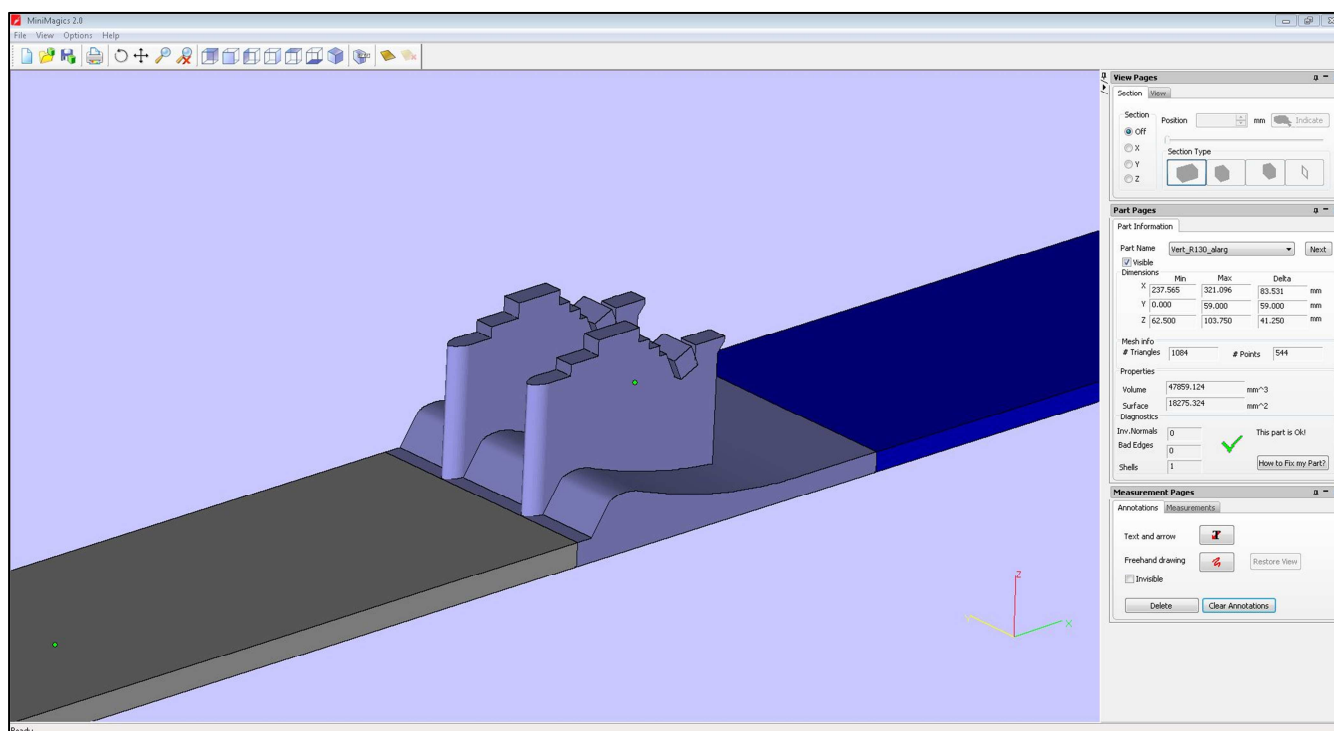 MiniMagics 2.0
File View Options Help
View Pages
Section View
Section
Off
X
Y
Z
Position mm Indicate
Section Type
Part Pages
Part Information
Part Name Vert_R130_alarg Next
Visible
Dimensions
Min Max Delta
X 237.565 321.096 83.531 mm
Y 0.000 59.000 59.000 mm
Z 62.500 103.750 41.250 mm
Mesh info
# Triangles 1084 # Points 544
Properties
Volume 47859.124 mm^3
Surface 18275.324 mm^2
Diagnostics
Inv.Normals 0 This part is Ok!
Bad Edges 0
Shells 1 How to Fix my Part?
Measurement Pages
Annotations Measurements
Text and arrow
Freehand drawing Restore View
Invisible
Delete Clear Annotations
Z
Y
X
Ready